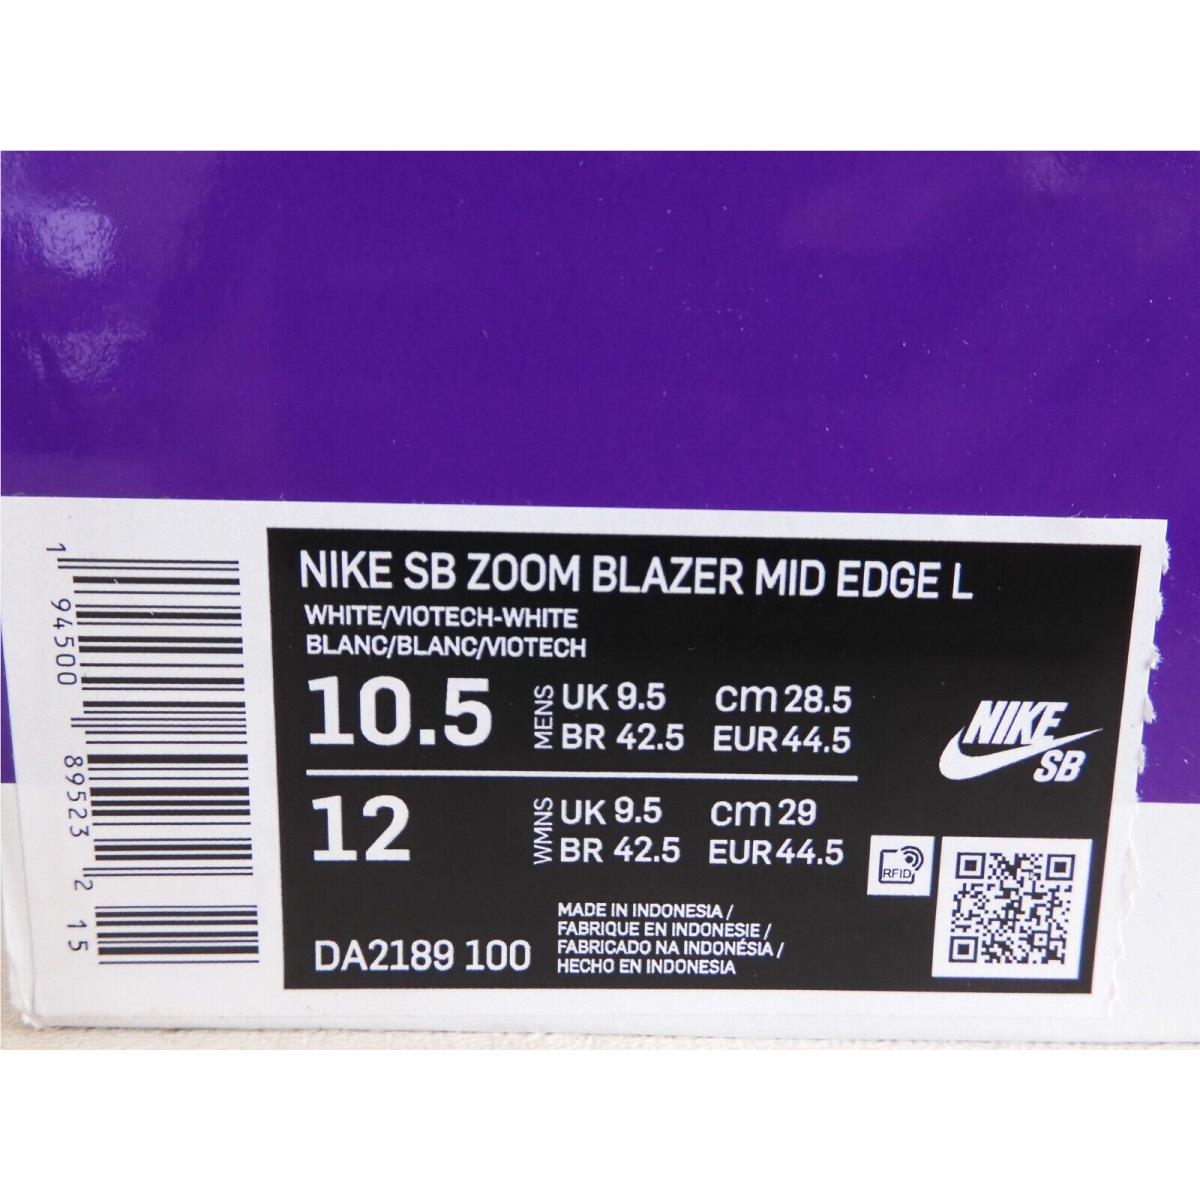 NIKE SB ZOOM BLAZER MID EDGE L
WHITE/VIOTECH-WHITE
BLANC/BLANC/VIOTECH
10.5 MENS UK 9.5 cm 28.5
BR 42.5 EUR 44.5
12 WMNS UK 9.5 cm 29
BR 42.5 EUR 44.5
NIKE
SB
RFID
DA2189 100
MADE IN INDONESIA /
FABRIQUE EN INDONESIE /
FABRICADO NA INDONÉSIA /
HECHO EN INDONESIA
1 94500 89523 2 15